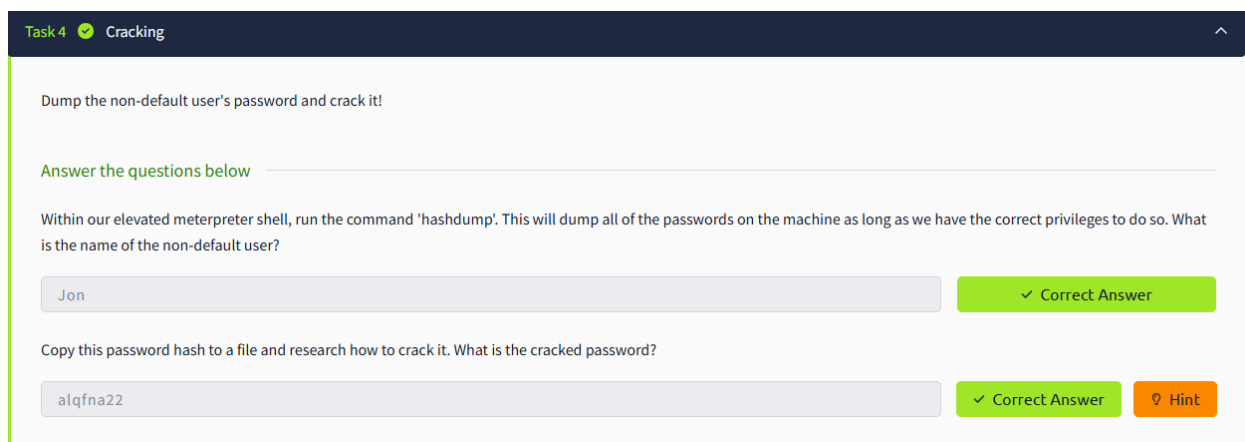 Task 4 Cracking
Dump the non-default user's password and crack it!
Answer the questions below
Within our elevated meterpreter shell, run the command 'hashdump'. This will dump all of the passwords on the machine as long as we have the correct privileges to do so. What
is the name of the non-default user?
Jon
Correct Answer
Copy this password hash to a file and research how to crack it. What is the cracked password?
alqfna22
Correct Answer
Hint